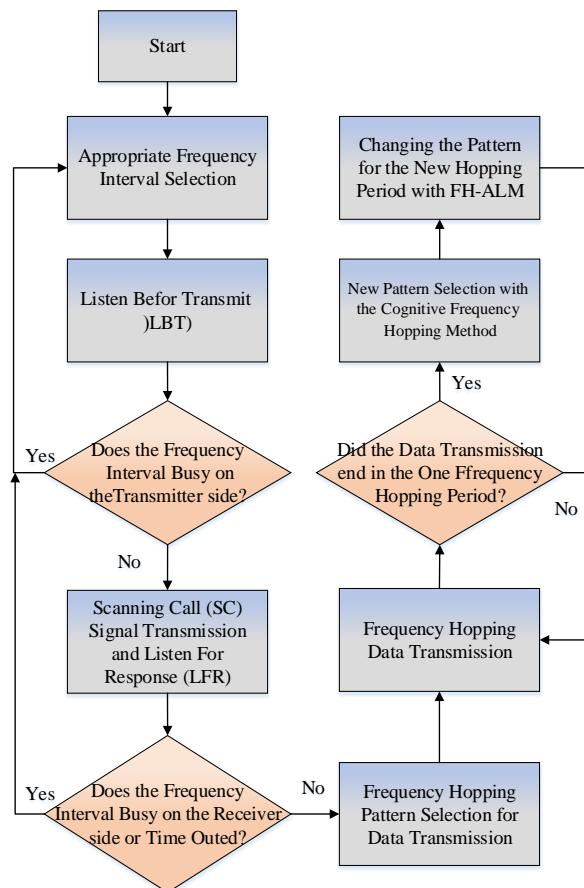 Start
Appropriate Frequency
Interval Selection
Listen Befor Transmit
)LBT)
Does the Frequency
Interval Busy on
theTransmitter side?
Yes
No
Scanning Call (SC)
Signal Transmission
and Listen For
Response (LFR)
Does the Frequency
Interval Busy on the Receiver
side or Time Outed?
Yes
No
Frequency Hopping
Pattern Selection for
Data Transmission
Frequency Hopping
Data Transmission
Did the Data Transmission
end in the One Ffrequency
Hopping Period?
No
Yes
New Pattern Selection with
the Cognitive Frequency
Hopping Method
Changing the Pattern
for the New Hopping
Period with FH-ALM